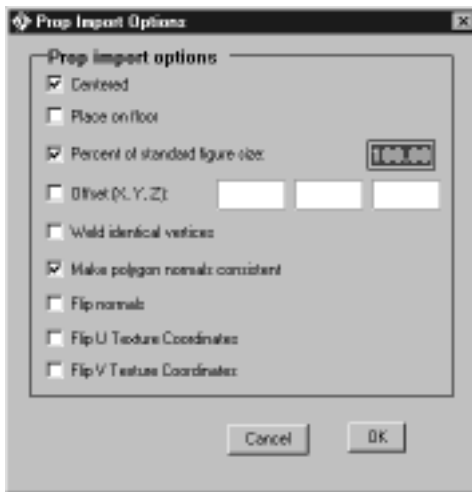 Prop Import Options
Prop import options
Centered
Place on floor
Percent of standard figure size: 100.00
Offset (X, Y, Z):
Weld identical vertices
Make polygon normals consistent
Flip normals
Flip U Texture Coordinates
Flip V Texture Coordinates
Cancel OK